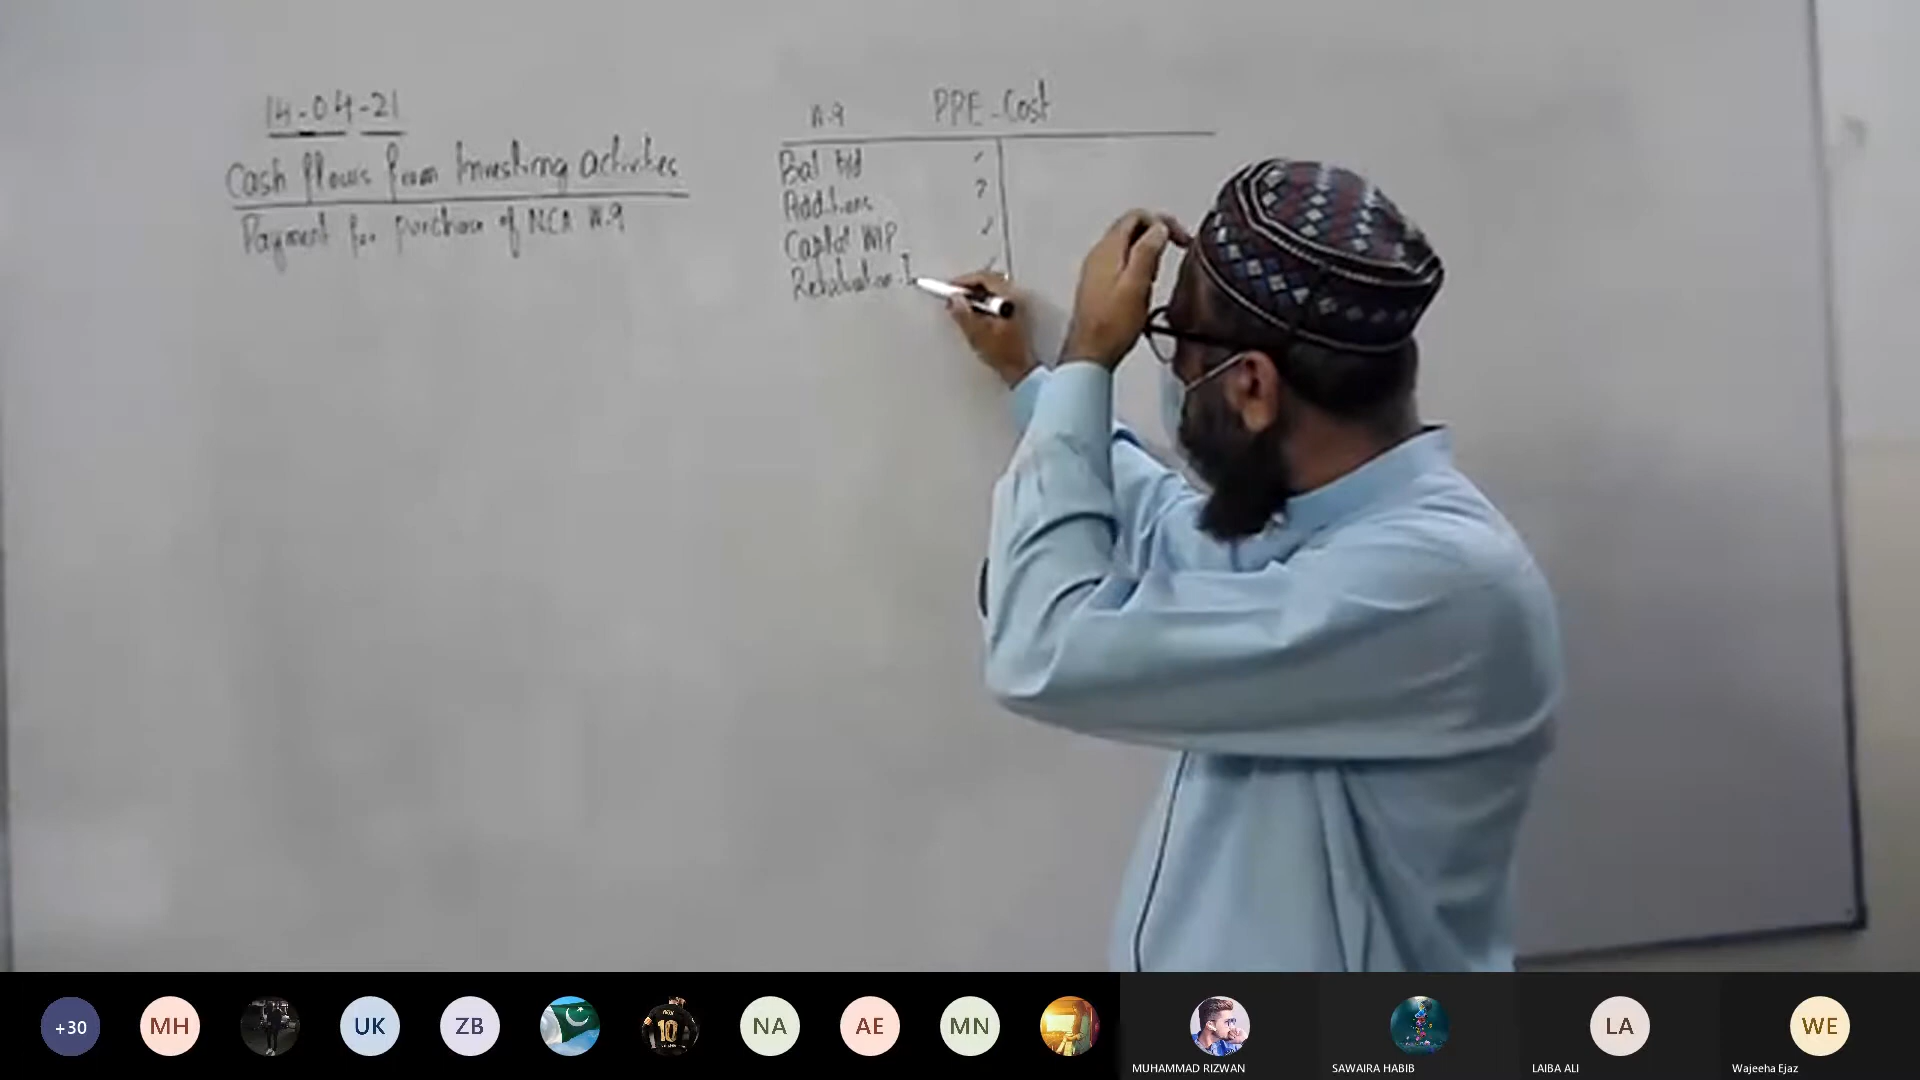 14-04-21
Cash flows from Investing activities
Payment for purchase of NCA W.9
W.9 PPE-Cost
Bal b/d ✓
Additions ?
Capital WIP ✓
Revaluation
+30
MH
UK
ZB
10
NA
AE
MN
LA
WE
MUHAMMAD RIZWAN
SAWAIRA HABIB
LAIBA ALI
Wajeeha Ejaz